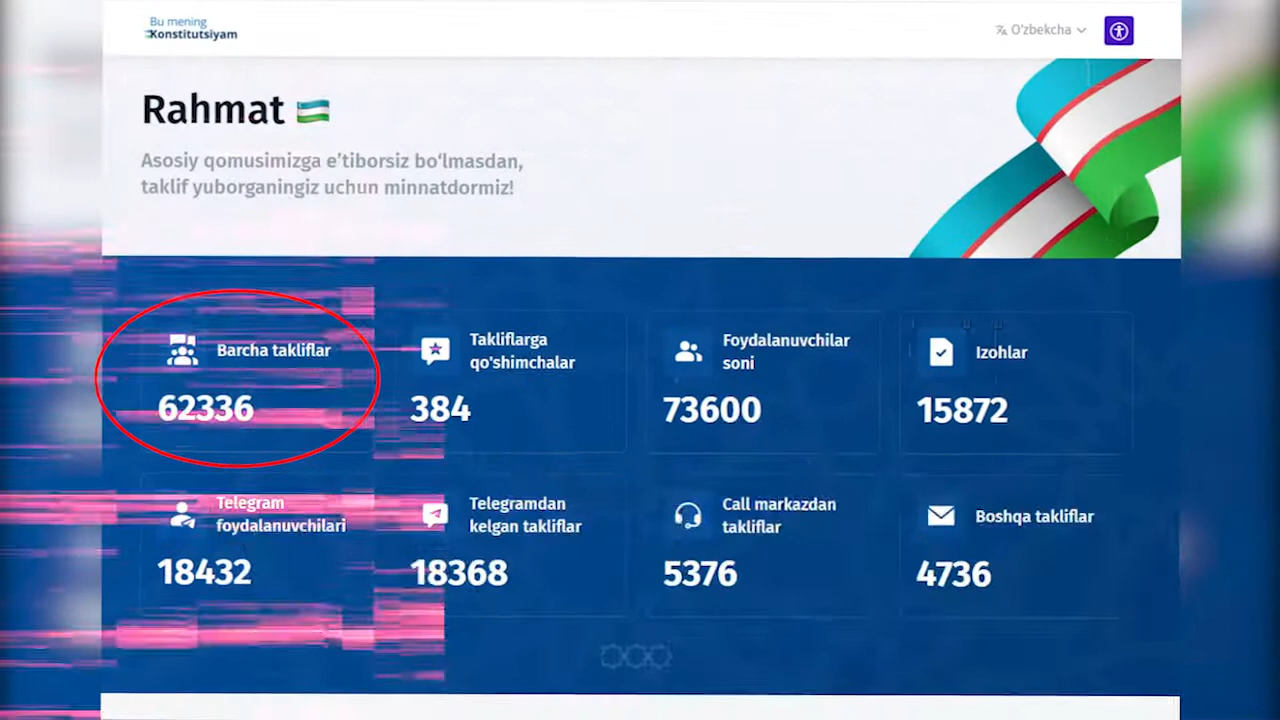 Bu mening
Konstitutsiyam
O'zbekcha
Rahmat
Asosiy qomusimizga e'tiborsiz bo'lmasdan,
taklif yuborganingiz uchun minnatdormiz!
Barcha takliflar
62336
Takliflarga
qo'shimchalar
384
Foydalanuvchilar
soni
73600
Izohlar
15872
Telegram
foydalanuvchilari
18432
Telegramdan
kelgan takliflar
18368
Call markazdan
takliflar
5376
Boshqa takliflar
4736